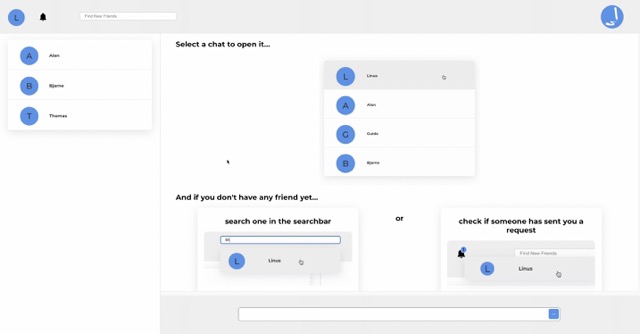 L
Find New Friends
A
Alan
B
Bjarne
T
Thomas
Select a chat to open it...
L
Linus
A
Alan
G
Guido
B
Bjarne
And if you don't have any friend yet...
search one in the searchbar
L
Linus
or
check if someone has sent you a
request
Find New Friends
L
Linus